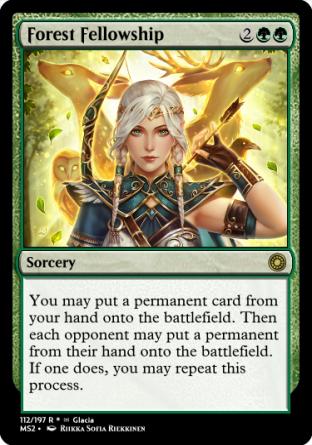 Forest Fellowship 2
Sorcery
You may put a permanent card from
your hand onto the battlefield. Then
each opponent may put a permanent
from their hand onto the battlefield.
If one does, you may repeat this
process.
112/197 R * Glacia
MS2 • Riikka Sofia Riekkinen